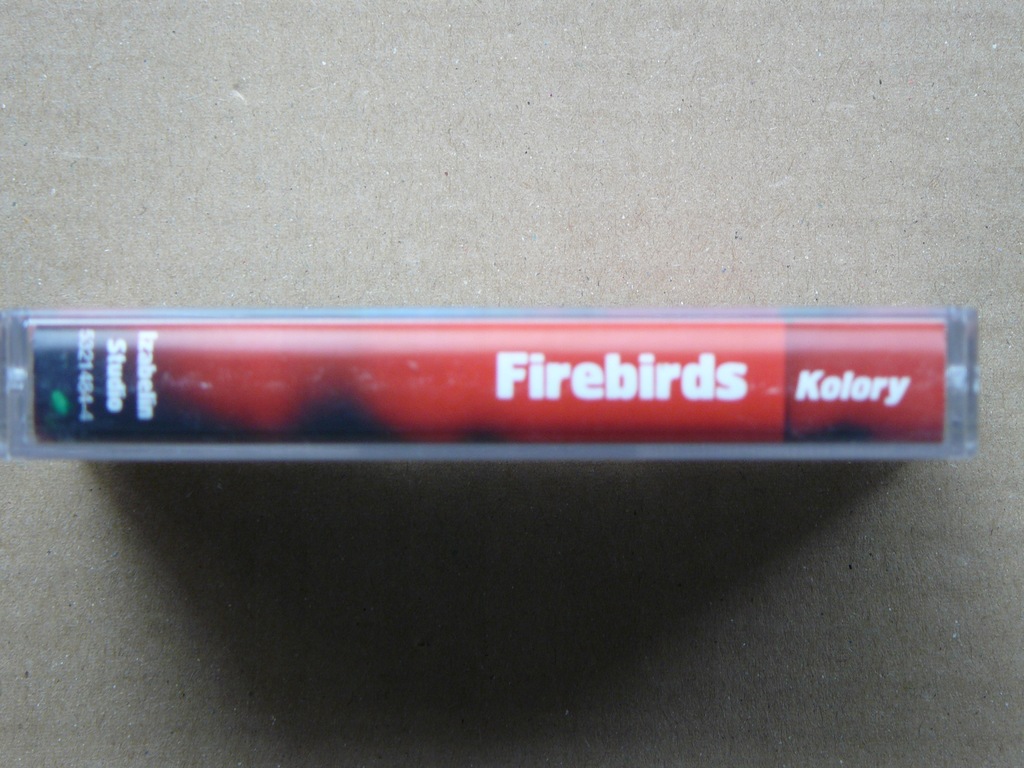 Firebirds
Kolory
Izabelin
Studio